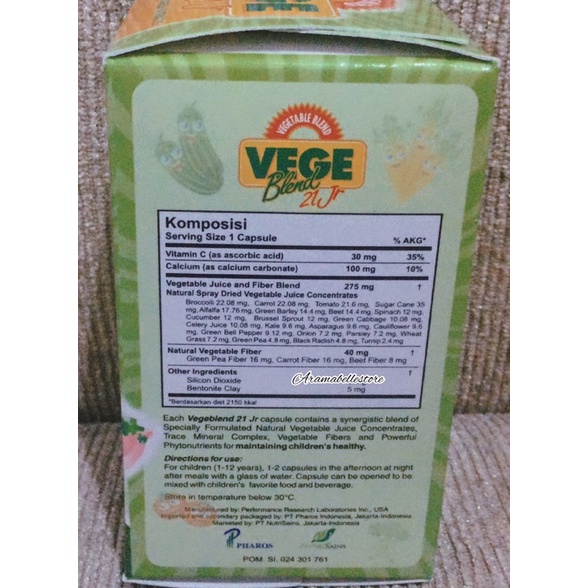 VEGETABLE BLEND
VEGE
Blend
21 Jr
Komposisi
Serving Size 1 Capsule % AKG*
Vitamin C (as ascorbic acid) 30 mg 35%
Calcium (as calcium carbonate) 100 mg 10%
Vegetable Juice and Fiber Blend 275 mg †
Natural Spray Dried Vegetable Juice Concentrates
Broccoli 22.08 mg, Carrot 22.08 mg, Tomato 21.6 mg, Sugar Cane 35
mg, Alfalfa 17.76 mg, Green Barley 14.4 mg, Beet 14.4 mg, Spinach 12 mg,
Cucumber 12 mg, Brussel Sprout 12 mg, Green Cabbage 10.08 mg,
Celery Juice 10.08 mg, Kale 9.6 mg, Asparagus 9.6 mg, Cauliflower 9.6
mg, Green Bell Pepper 9.12 mg, Onion 7.2 mg, Parsley 7.2 mg, Wheat
Grass 7.2 mg, Green Pea 4.8 mg, Black Radish 4.8 mg, Turnip 2.4 mg
Natural Vegetable Fiber 40 mg †
Green Pea Fiber 16 mg, Carrot Fiber 16 mg, Beef Fiber 8 mg
Other Ingredients †
Silicon Dioxide
Bentonite Clay 5 mg
@Aramabellestore
*Berdasarkan diet 2150 kkal
Each Vegeblend 21 Jr capsule contains a synergistic blend of
Specially Formulated Natural Vegetable Juice Concentrates,
Trace Mineral Complex, Vegetable Fibers and Powerful
Phytonutrients for maintaining children's healthy.
Directions for use:
For children (1-12 years), 1-2 capsules in the afternoon at night
after meals with a glass of water. Capsule can be opened to be
mixed with children's favorite food and beverage.
Store in temperature below 30°C
Manufactured by: Performance Research Laboratories Inc., USA
Imported and secondary packaged by: PT Pharos Indonesia, Jakarta-Indonesia
Marketed by: PT NutriSains, Jakarta-Indonesia
PHAROS
POM SI. 024 301 761